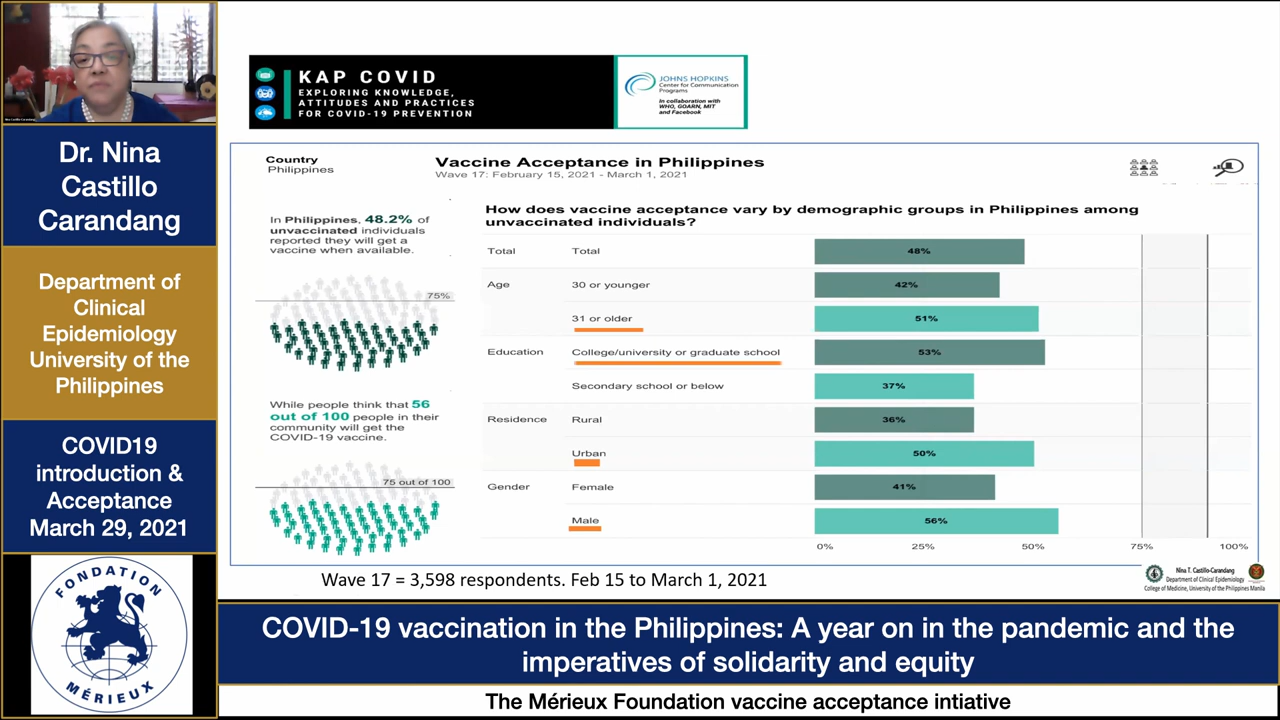 Dr. Nina
Castillo
Carandang
Department of
Clinical
Epidemiology
University of the
Philippines
COVID19
introduction &
Acceptance
March 29, 2021
FONDATION
MÉRIEUX
KAP COVID
EXPLORING KNOWLEDGE,
ATTITUDES AND PRACTICES
FOR COVID-19 PREVENTION
JOHNS HOPKINS
Center for Communication
Programs
In collaboration with
WHO, GOARN, MIT
and Facebook
Country
Philippines
Vaccine Acceptance in Philippines
Wave 17: February 15, 2021 - March 1, 2021
In Philippines, 48.2% of
unvaccinated individuals
reported they will get a
vaccine when available.
75%
While people think that 56
out of 100 people in their
community will get the
COVID-19 vaccine.
75 out of 100
How does vaccine acceptance vary by demographic groups in Philippines among
unvaccinated individuals?
Total Total 48%
Age 30 or younger 42%
31 or older 51%
Education College/university or graduate school 53%
Secondary school or below 37%
Residence Rural 36%
Urban 50%
Gender Female 41%
Male 56%
0% 25% 50% 75% 100%
Wave 17 = 3,598 respondents. Feb 15 to March 1, 2021
Nina T. Castillo-Carandang
Department of Clinical Epidemiology
College of Medicine, University of the Philippines Manila
COVID-19 vaccination in the Philippines: A year on in the pandemic and the
imperatives of solidarity and equity
The Mérieux Foundation vaccine acceptance intiative